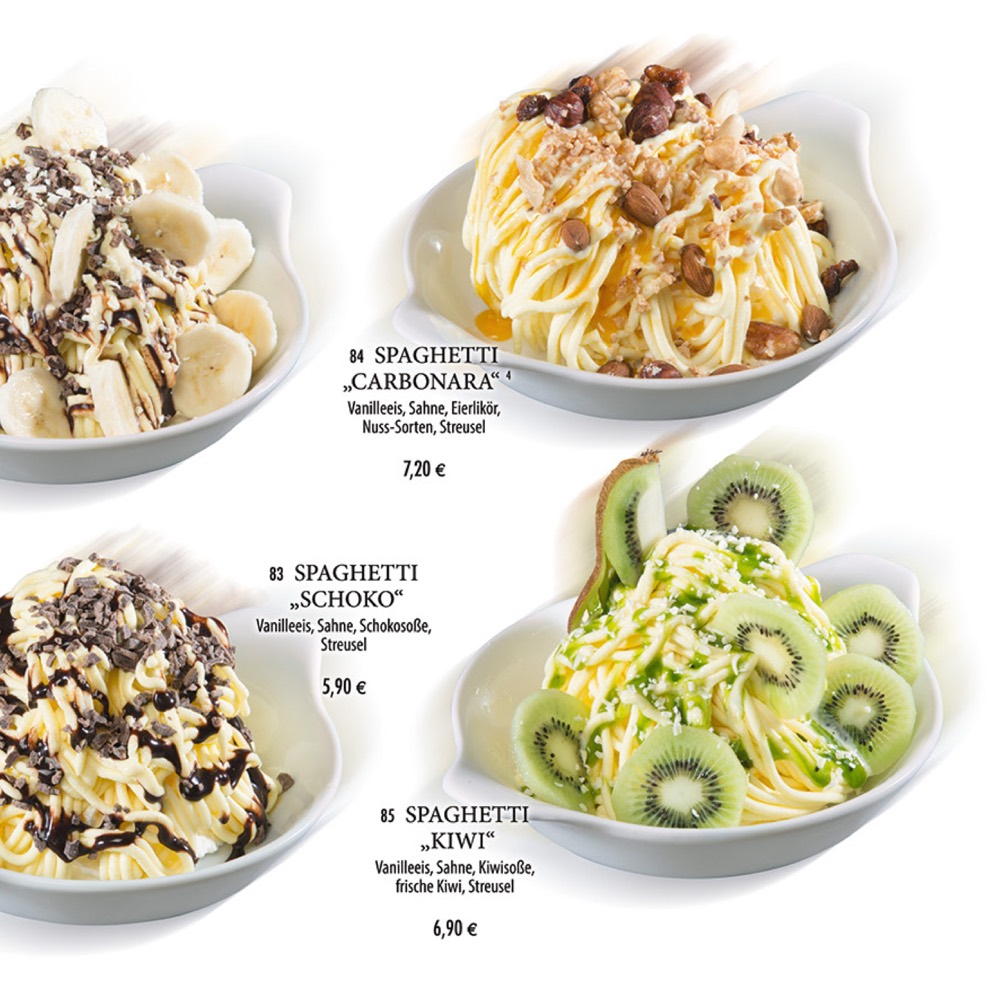 84 SPAGHETTI
„CARBONARA“ 4
Vanilleeis, Sahne, Eierlikör,
Nuss-Sorten, Streusel
7,20 €
83 SPAGHETTI
„SCHOKO“
Vanilleeis, Sahne, Schokosoße,
Streusel
5,90 €
85 SPAGHETTI
„KIWI“
Vanilleeis, Sahne, Kiwisoße,
frische Kiwi, Streusel
6,90 €